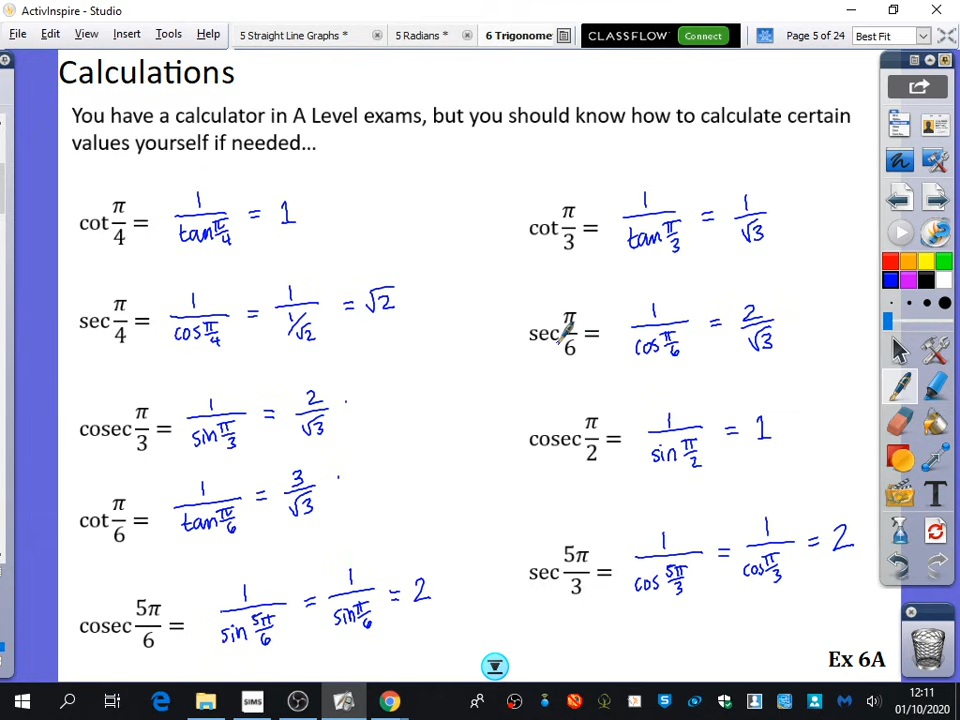 ActivInspire - Studio
File Edit View Insert Tools Help
5 Straight Line Graphs *
5 Radians *
6 Trigonome
CLASSFLOW Connect
Page 5 of 24
Best Fit
Calculations
You have a calculator in A Level exams, but you should know how to calculate certain
values yourself if needed...
cot π/4 = 1/tan π/4 = 1
sec π/4 = 1/cos π/4 = 1/(1/√2) = √2
cosec π/3 = 1/sin π/3 = 2/√3
cot π/6 = 1/tan π/6 = 3/√3
cosec 5π/6 = 1/sin 5π/6 = 1/sin π/6 = 2
cot π/3 = 1/tan π/3 = 1/√3
sec π/6 = 1/cos π/6 = 2/√3
cosec π/2 = 1/sin π/2 = 1
sec 5π/3 = 1/cos 5π/3 = 1/cos π/3 = 2
Ex 6A
SIMS
12:11
01/10/2020